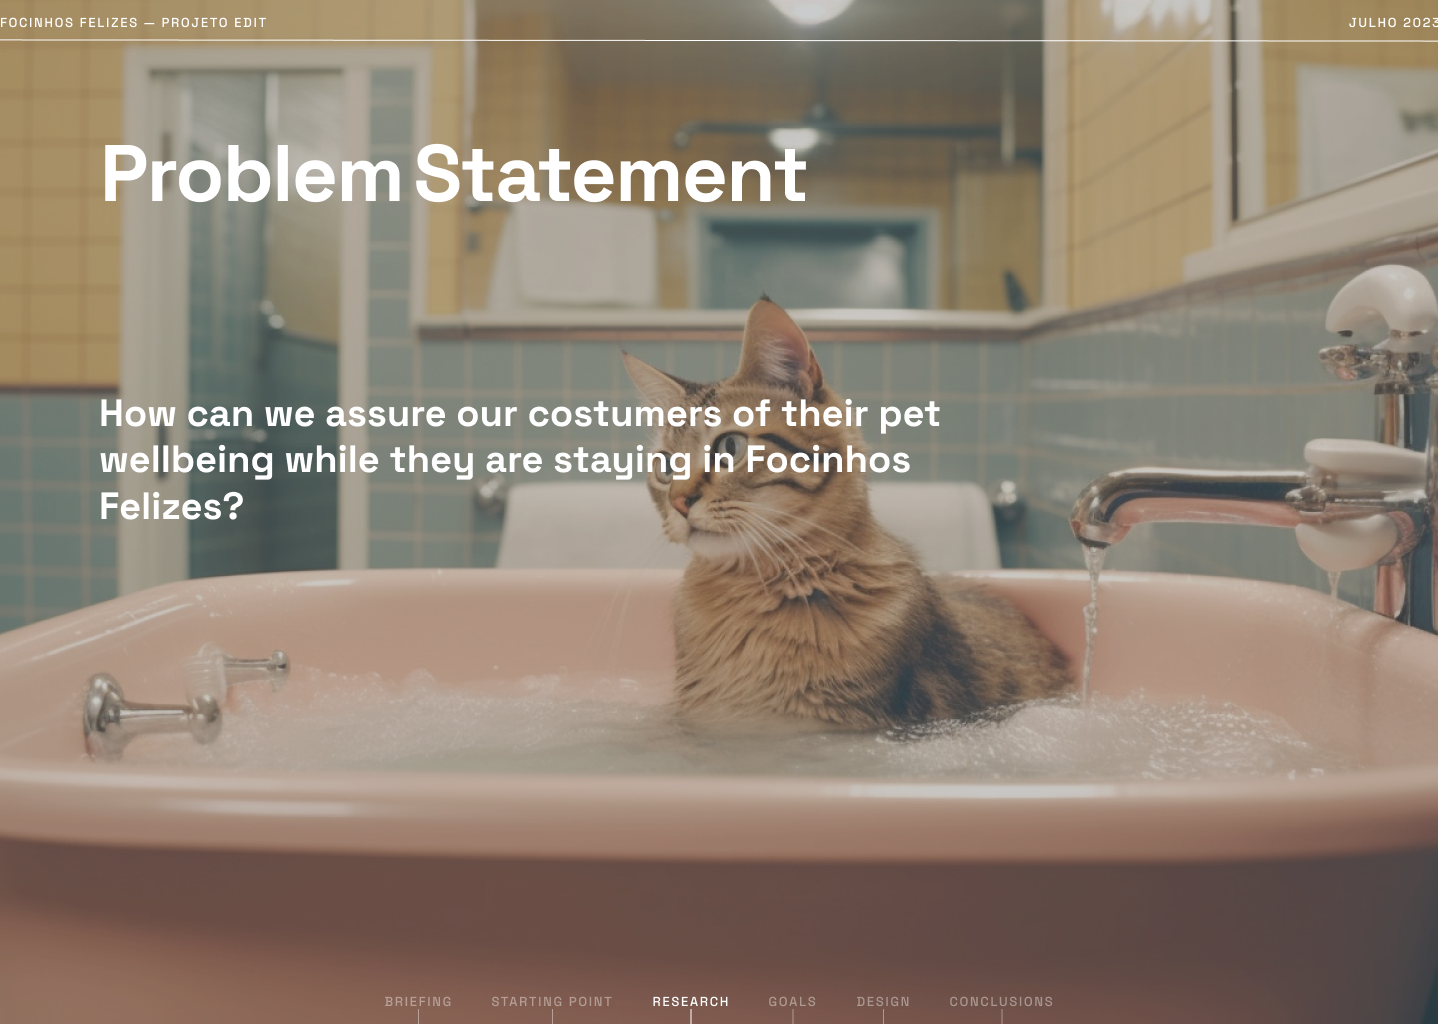 FOCINHOS FELIZES — PROJETO EDIT
JULHO 2023
Problem Statement
How can we assure our costumers of their pet
wellbeing while they are staying in Focinhos
Felizes?
BRIEFING
STARTING POINT
RESEARCH
GOALS
DESIGN
CONCLUSIONS